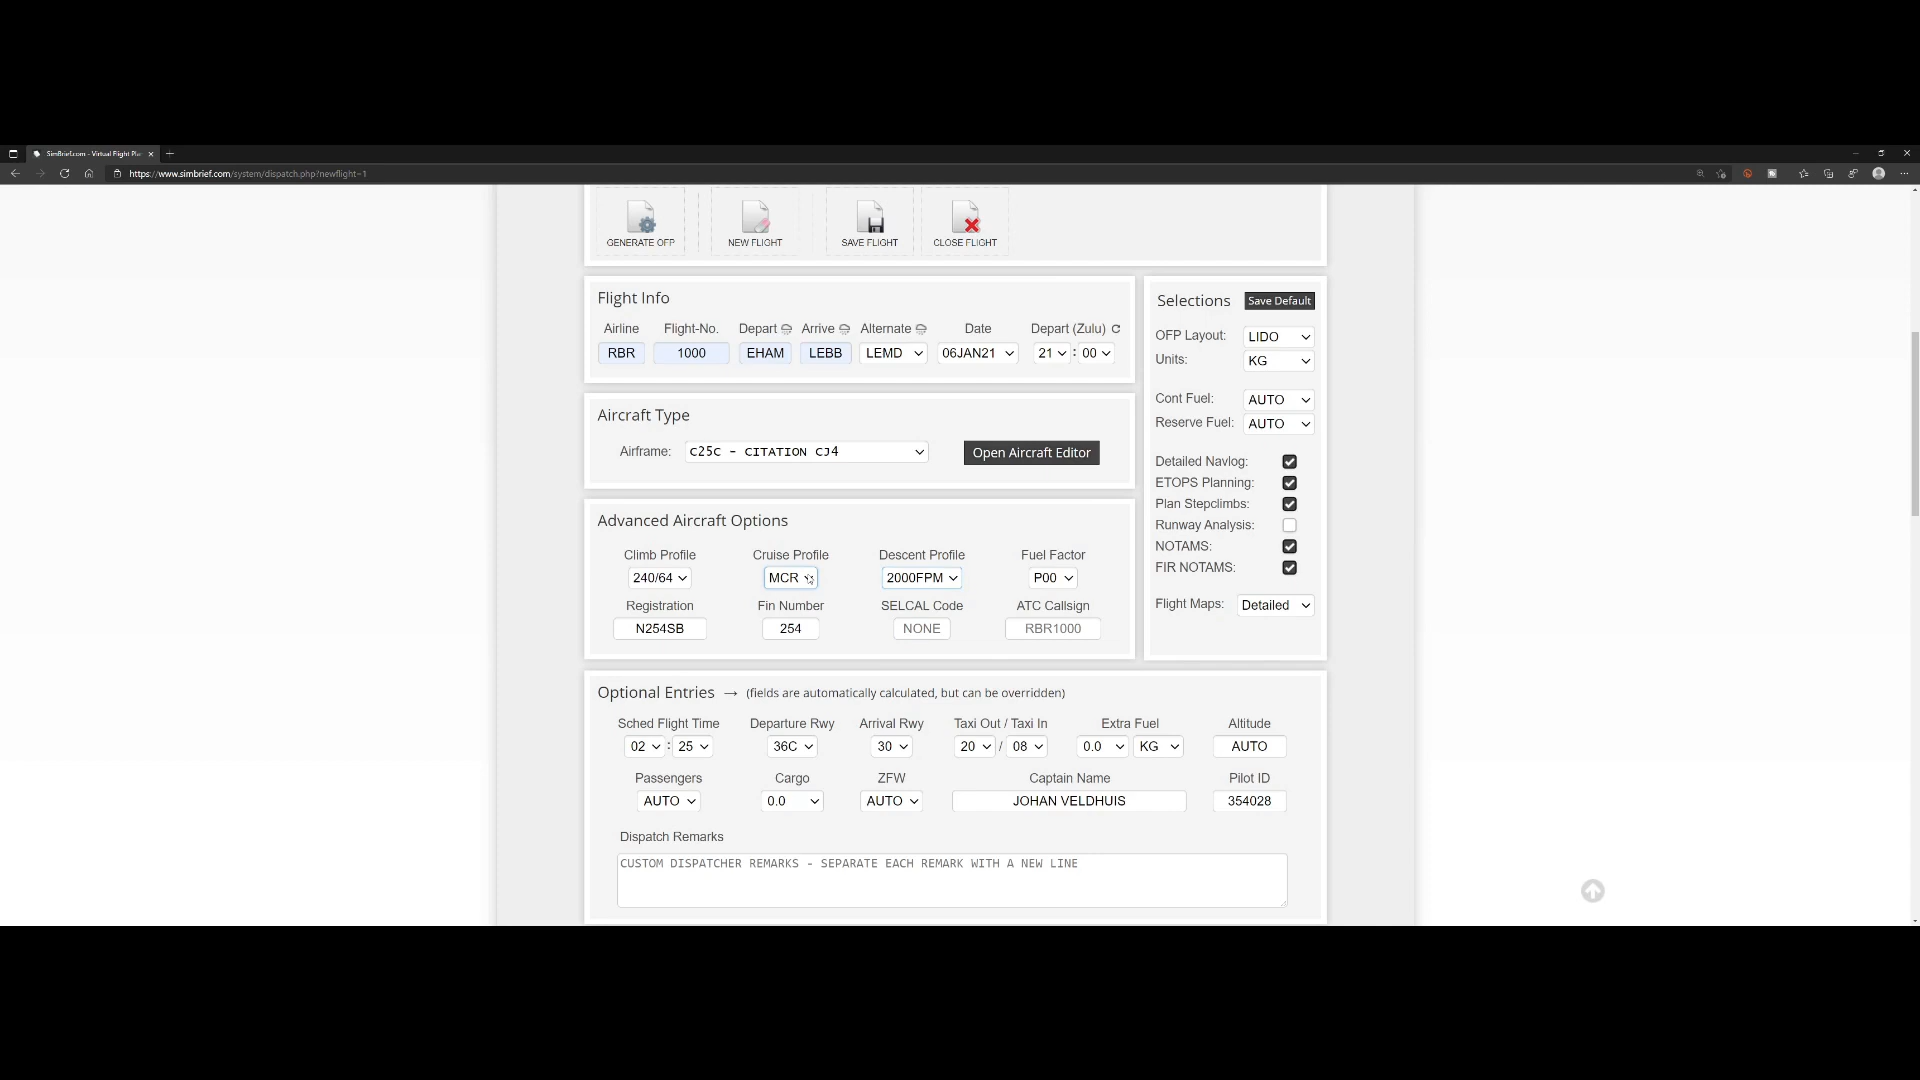 SimBrief.com - Virtual Flight Pla
https://www.simbrief.com/system/dispatch.php?newflight=1
GENERATE OFP NEW FLIGHT SAVE FLIGHT CLOSE FLIGHT
Flight Info
Airline Flight-No. Depart Arrive Alternate Date Depart (Zulu)
RBR 1000 EHAM LEBB LEMD 06JAN21 21 : 00
Aircraft Type
Airframe: C25C - CITATION CJ4 Open Aircraft Editor
Advanced Aircraft Options
Climb Profile Cruise Profile Descent Profile Fuel Factor
240/64 MCR 2000FPM P00
Registration Fin Number SELCAL Code ATC Callsign
N254SB 254 NONE RBR1000
Selections Save Default
OFP Layout: LIDO
Units: KG
Cont Fuel: AUTO
Reserve Fuel: AUTO
Detailed Navlog:
ETOPS Planning:
Plan Stepclimbs:
Runway Analysis:
NOTAMS:
FIR NOTAMS:
Flight Maps: Detailed
Optional Entries → (fields are automatically calculated, but can be overridden)
Sched Flight Time Departure Rwy Arrival Rwy Taxi Out / Taxi In Extra Fuel Altitude
02 : 25 36C 30 20 / 08 0.0 KG AUTO
Passengers Cargo ZFW Captain Name Pilot ID
AUTO 0.0 AUTO JOHAN VELDHUIS 354028
Dispatch Remarks
CUSTOM DISPATCHER REMARKS - SEPARATE EACH REMARK WITH A NEW LINE